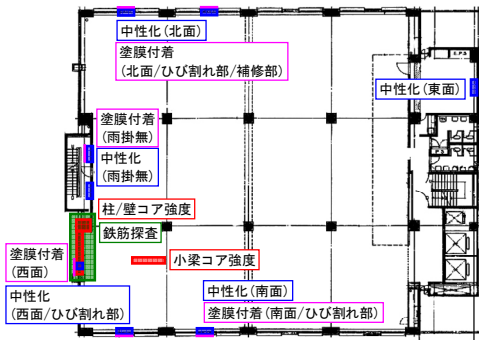 中性化(北面)
塗膜付着
(北面/ひび割れ部/補修部)
E.P.S
中性化(東面)
塗膜付着
(雨掛無)
中性化
(雨掛無)
P.S
柱/壁コア強度
鉄筋探査
塗膜付着
(西面)
小梁コア強度
中性化
(西面/ひび割れ部)
中性化(南面)
塗膜付着(南面/ひび割れ部)